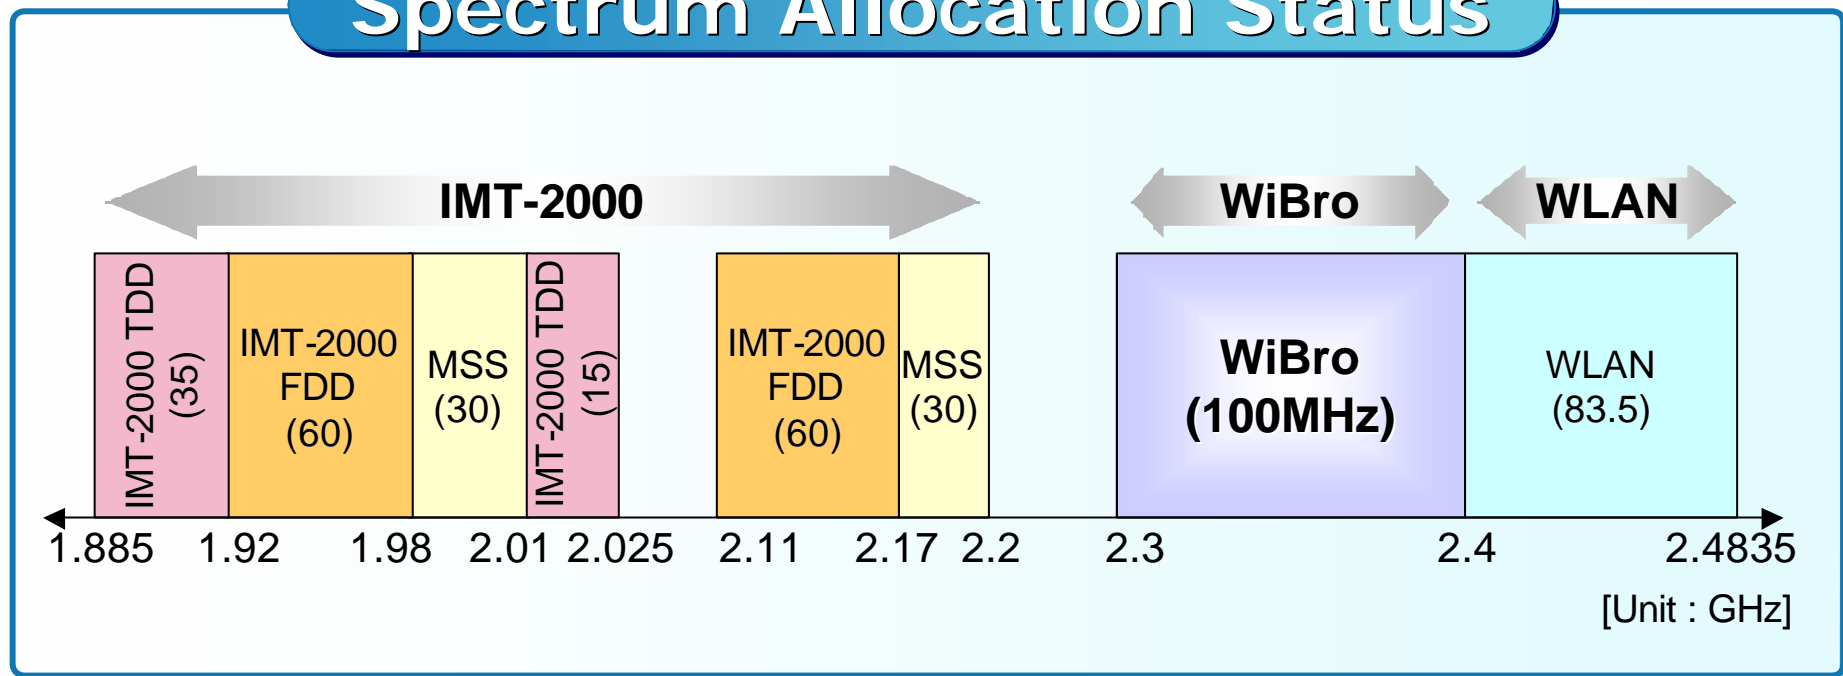 Spectrum Allocation Status
IMT-2000
WiBro
WLAN
IMT-2000 TDD
(35)
IMT-2000
FDD
(60)
MSS
(30)
IMT-2000 TDD
(15)
IMT-2000
FDD
(60)
MSS
(30)
WiBro
(100MHz)
WLAN
(83.5)
1.885 1.92 1.98 2.01 2.025 2.11 2.17 2.2 2.3 2.4 2.4835
[Unit : GHz]